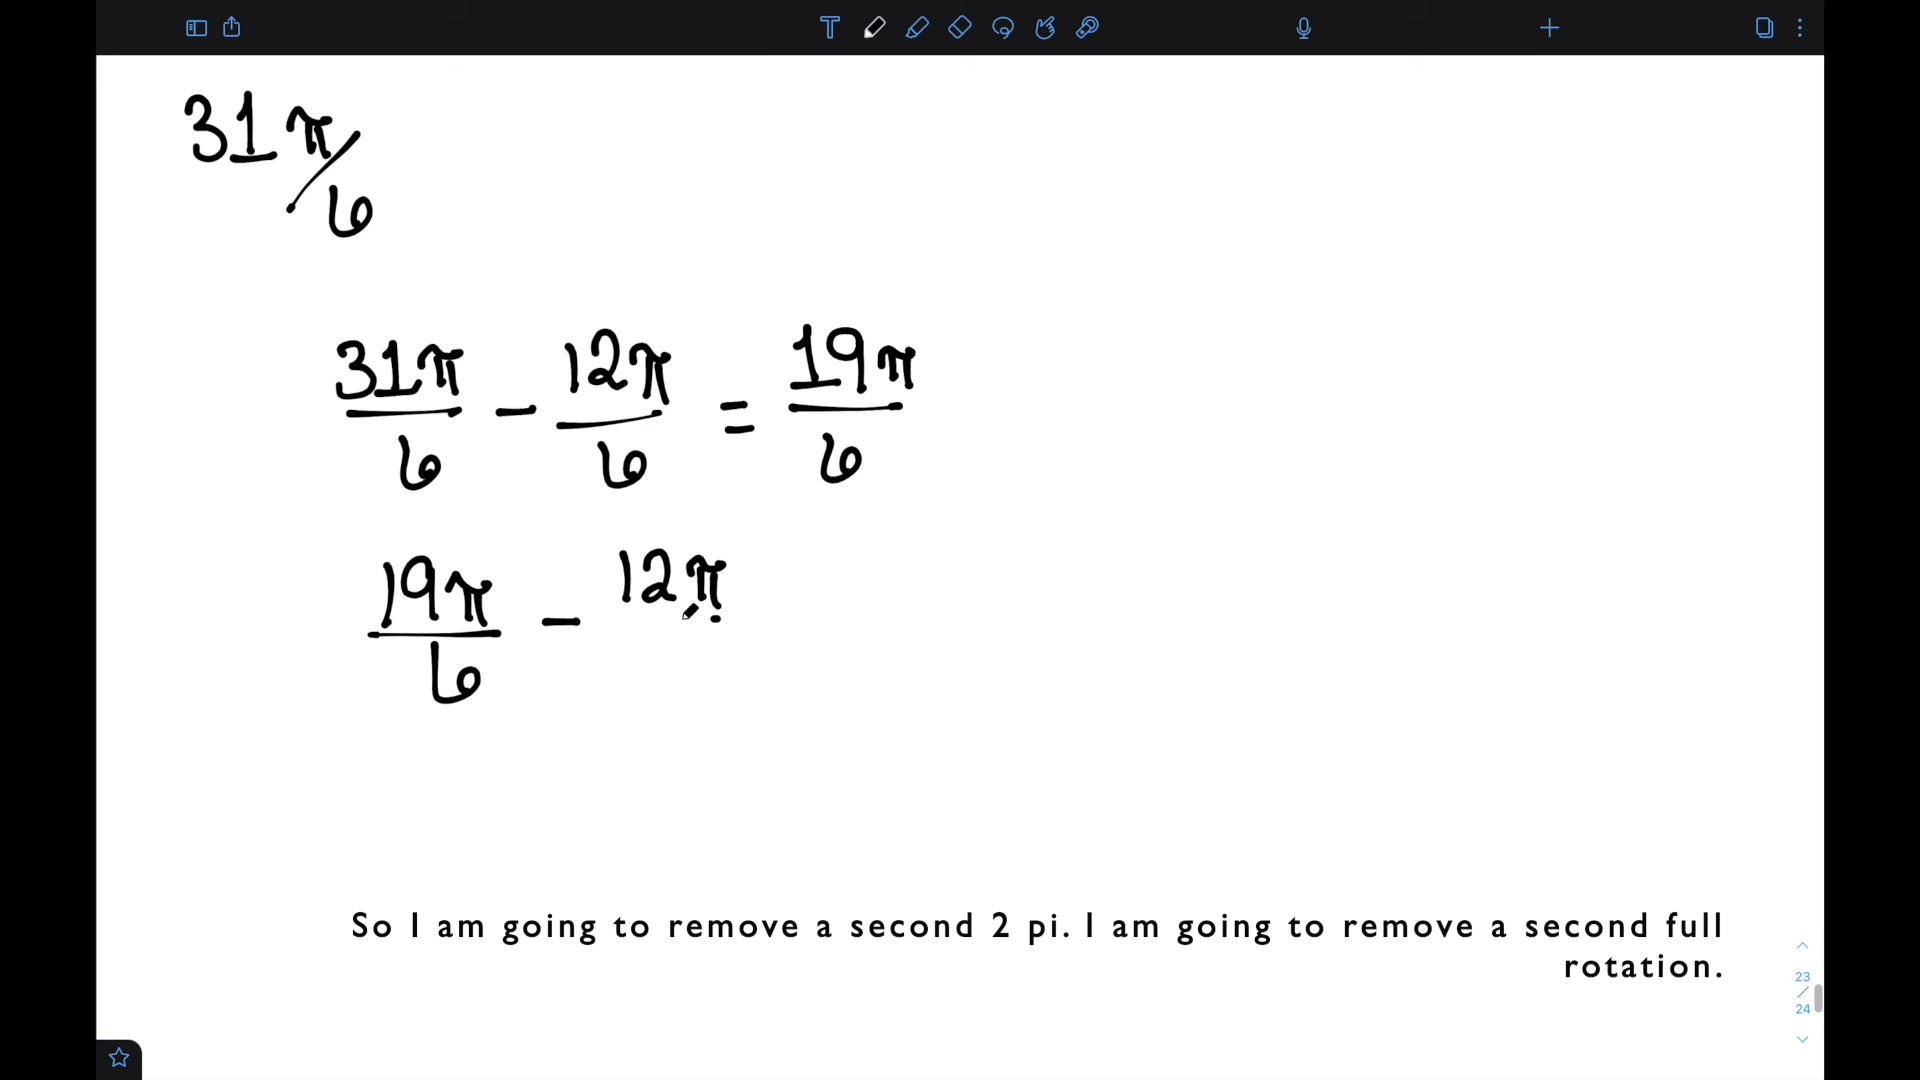 31π/6
31π/6 - 12π/6 = 19π/6
19π/6 - 12π
So I am going to remove a second 2 pi. I am going to remove a second full
rotation.
23
/
24